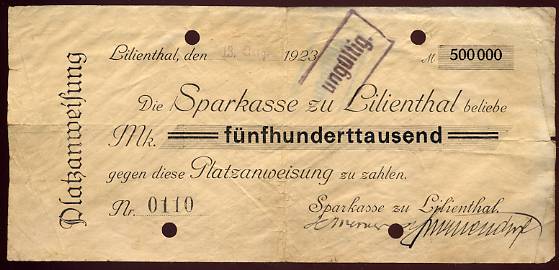 Platzanweisung
Lilienthal, den 13. 1923
M 500000
ungültig
Die Sparkasse zu Lilienthal beliebe
Mk. fünfhunderttausend
gegen diese Platzanweisung zu zahlen.
Nr. 0110
Sparkasse zu Lilienthal.